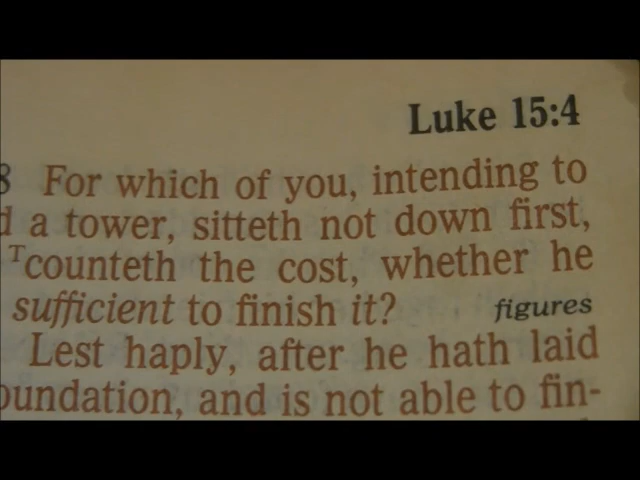 Luke 15:4
8 For which of you, intending to
a tower, sitteth not down first,
T counteth the cost, whether he
sufficient to finish it? figures
Lest haply, after he hath laid
oundation, and is not able to fin-